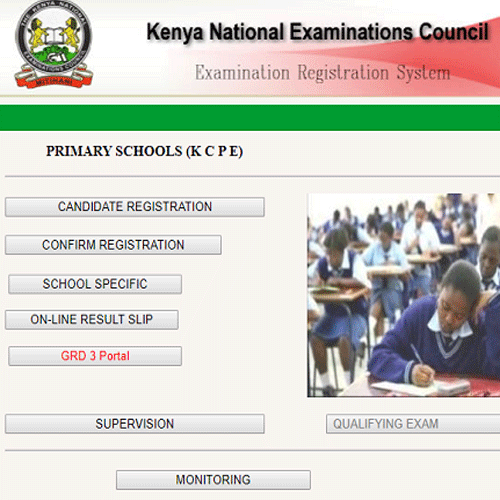 THE KENYA NATIONAL
EXAMINATIONS COUNCIL
MITIHANI
Kenya National Examinations Council
Examination Registration System
PRIMARY SCHOOLS (K C P E)
CANDIDATE REGISTRATION
CONFIRM REGISTRATION
SCHOOL SPECIFIC
ON-LINE RESULT SLIP
GRD 3 Portal
SUPERVISION
QUALIFYING EXAM
MONITORING